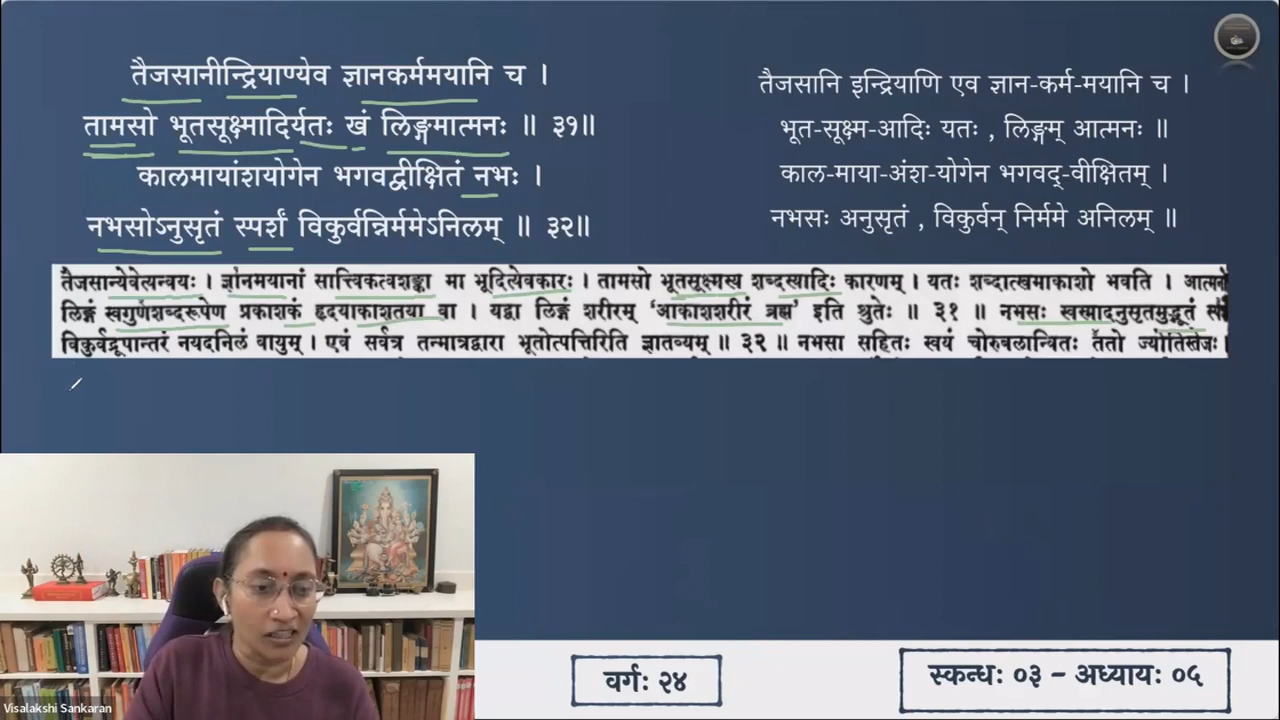 तैजसानीन्द्रियाण्येव ज्ञानकर्ममयानि च ।
तामसो भूतसूक्ष्मादिर्यतः खं लिङ्गमात्मनः ॥ ३१॥
कालमायांशयोगेन भगवद्वीक्षितं नभः ।
नभसोऽनुसृतं स्पर्शं विकुर्वन्निर्ममेऽनिलम् ॥ ३२॥
तैजसानि इन्द्रियाणि एव ज्ञान-कर्म-मयानि च ।
भूत-सूक्ष्म-आदिः यतः , लिङ्गम् आत्मनः ॥
काल-माया-अंश-योगेन भगवद्-वीक्षितम् ।
नभसः अनुसृतं , विकुर्वन् निर्ममे अनिलम् ॥
तैजसान्येवेत्यन्वयः । ज्ञानमयानां सात्त्विकत्वशङ्का मा भूदित्येवकारः । तामसो भूतसूक्ष्मस्य शब्दस्यादिः कारणम् । यतः शब्दात्खमाकाशो भवति । आत्मनो
लिङ्गं स्वगुणशब्दरूपेण प्रकाशकं हृदयाकाशतया वा । यद्वा लिङ्गं शरीरम् ‘आकाशशरीरं ब्रह्म’ इति श्रुतेः ॥ ३१ ॥ नभसः स्वस्मादनुसृतमुद्भूतं
विकुर्वद्रूपान्तरं नयदनिलं वायुम् । एवं सर्वत्र तन्मात्रद्वारा भूतोत्पत्तिरिति ज्ञातव्यम् ॥ ३२ ॥ नभसा सहितः स्वयं चोरुबलान्वितः ततो ज्योतिस्तेजः ।
Visalakshi Sankaran
वर्गः २४
स्कन्धः ०३ – अध्यायः ०५